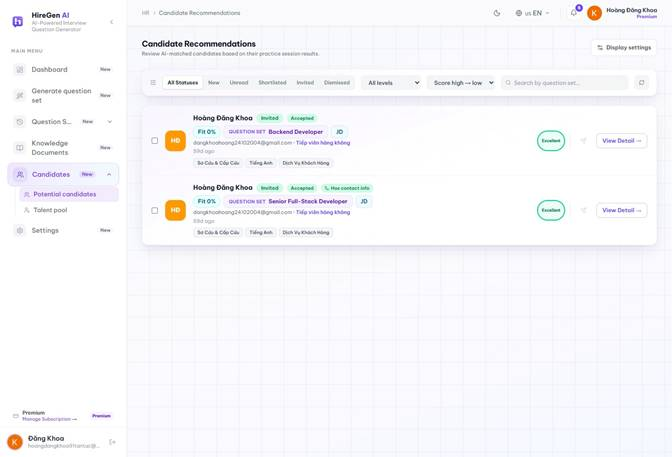 HireGen AI
AI-Powered Interview
Question Generator
MAIN MENU
Dashboard New
Generate question set New
Question S... New
Knowledge Documents New
Candidates New
Potential candidates
Talent pool
Settings New
Premium
Manage Subscription → Premium
K
Đăng Khoa
HR / Candidate Recommendations
us EN
6
K
Hoàng Đăng Khoa
Premium
Candidate Recommendations
Review AI-matched candidates based on their practice session results.
Display settings
All Statuses New Unread Shortlisted Invited Dismissed
All levels
Score high → low
Search by question set...
HD
Hoàng Đăng Khoa Invited Accepted
Fit 0% QUESTION SET Backend Developer JD
dangkhoahoang24102004@gmail.com · Tiếp viên hàng không
59d ago
Sơ Cứu & Cấp Cứu Tiếng Anh Dịch Vụ Khách Hàng
Excellent
View Detail →
HD
Hoàng Đăng Khoa Invited Accepted Has contact info
Fit 0% QUESTION SET Senior Full-Stack Developer JD
dangkhoahoang24102004@gmail.com · Tiếp viên hàng không
59d ago
Sơ Cứu & Cấp Cứu Tiếng Anh Dịch Vụ Khách Hàng
Excellent
View Detail →